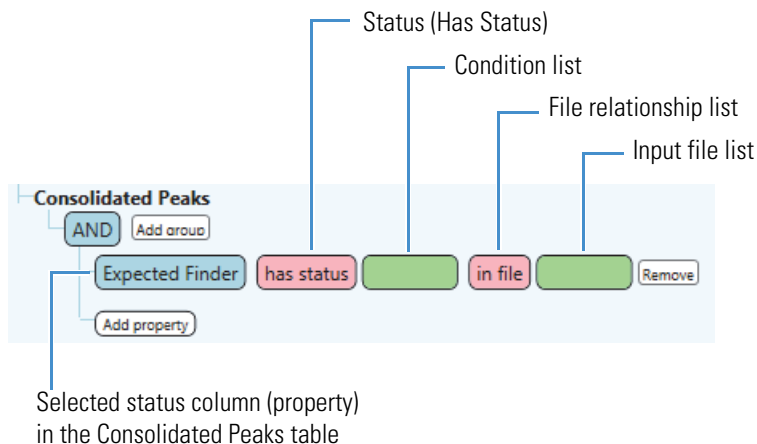 Status (Has Status)
Condition list
File relationship list
Input file list
Consolidated Peaks
AND Add group
Expected Finder has status in file Remove
Add property
Selected status column (property)
in the Consolidated Peaks table